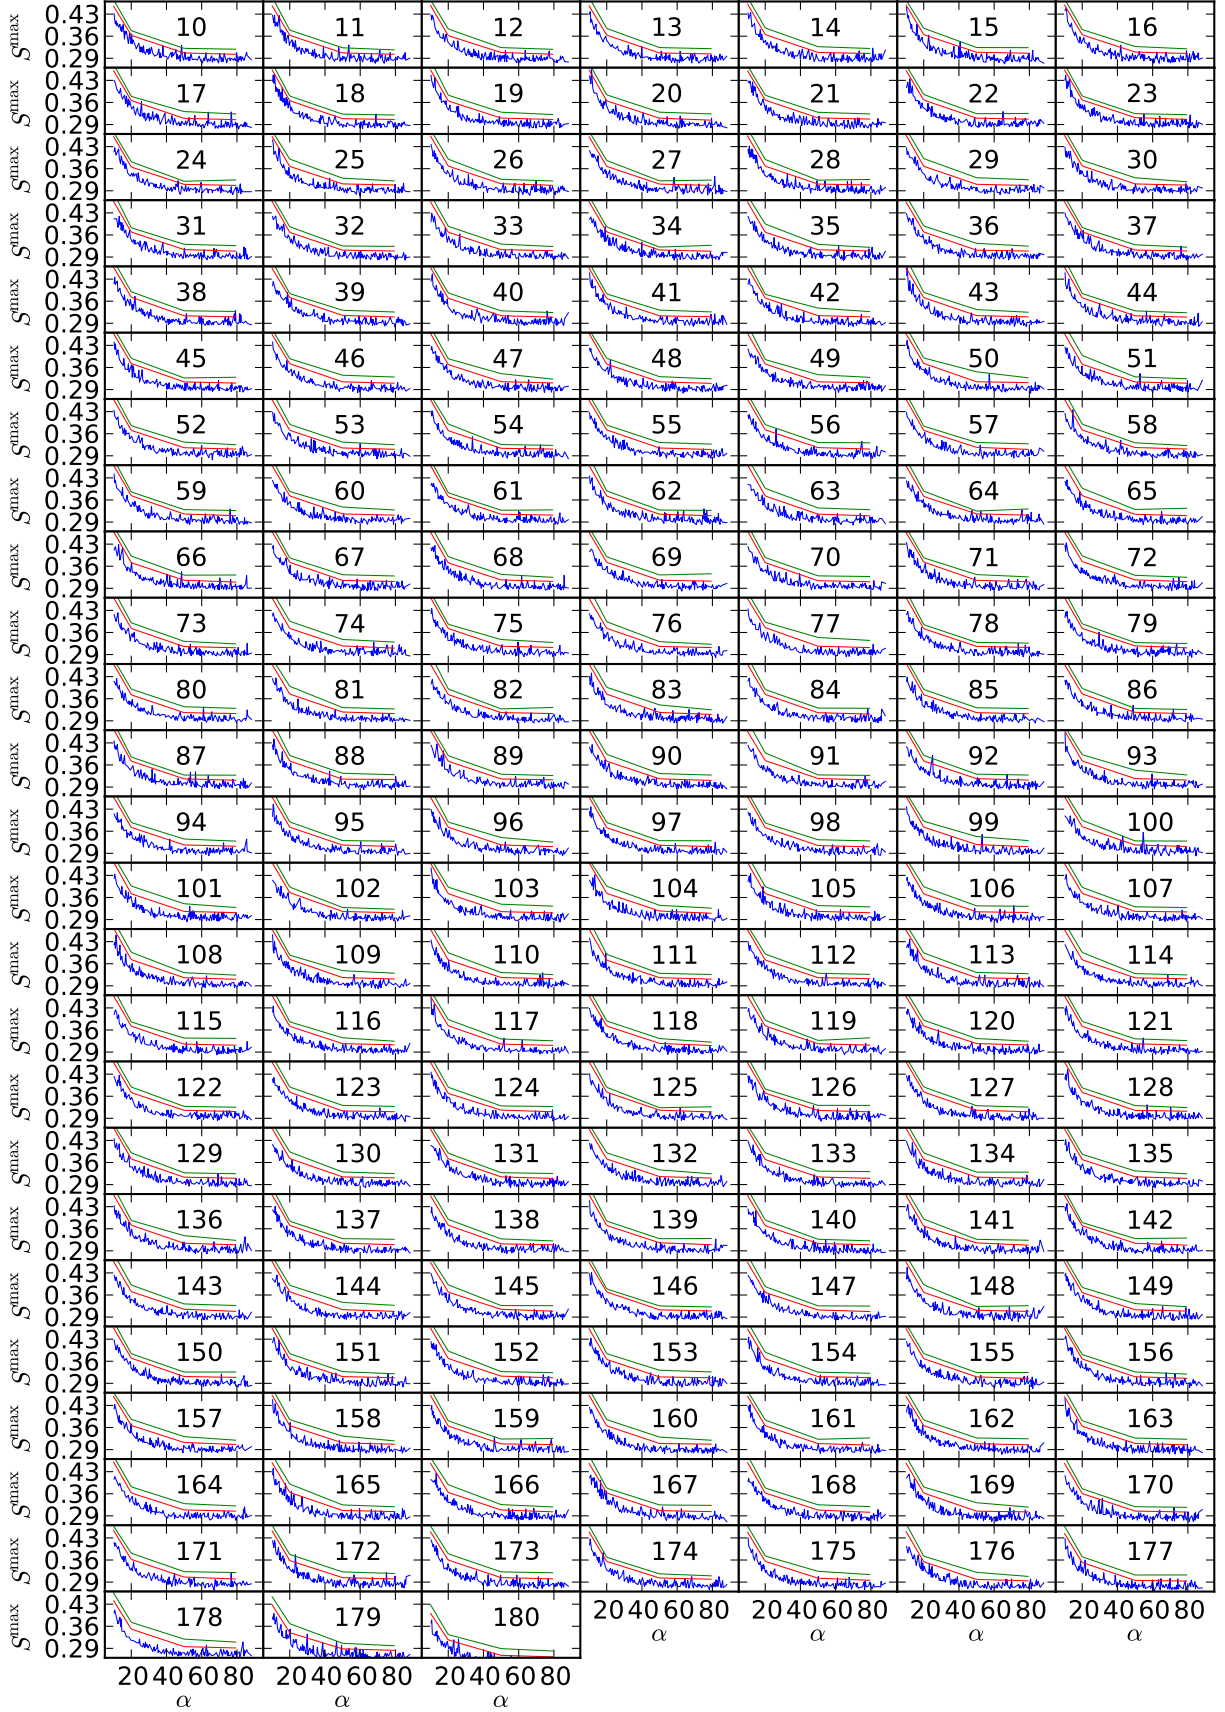 S^max 0.43 0.36 0.29 10 11 12 13 14 15 16
S^max 0.43 0.36 0.29 17 18 19 20 21 22 23
S^max 0.43 0.36 0.29 24 25 26 27 28 29 30
S^max 0.43 0.36 0.29 31 32 33 34 35 36 37
S^max 0.43 0.36 0.29 38 39 40 41 42 43 44
S^max 0.43 0.36 0.29 45 46 47 48 49 50 51
S^max 0.43 0.36 0.29 52 53 54 55 56 57 58
S^max 0.43 0.36 0.29 59 60 61 62 63 64 65
S^max 0.43 0.36 0.29 66 67 68 69 70 71 72
S^max 0.43 0.36 0.29 73 74 75 76 77 78 79
S^max 0.43 0.36 0.29 80 81 82 83 84 85 86
S^max 0.43 0.36 0.29 87 88 89 90 91 92 93
S^max 0.43 0.36 0.29 94 95 96 97 98 99 100
S^max 0.43 0.36 0.29 101 102 103 104 105 106 107
S^max 0.43 0.36 0.29 108 109 110 111 112 113 114
S^max 0.43 0.36 0.29 115 116 117 118 119 120 121
S^max 0.43 0.36 0.29 122 123 124 125 126 127 128
S^max 0.43 0.36 0.29 129 130 131 132 133 134 135
S^max 0.43 0.36 0.29 136 137 138 139 140 141 142
S^max 0.43 0.36 0.29 143 144 145 146 147 148 149
S^max 0.43 0.36 0.29 150 151 152 153 154 155 156
S^max 0.43 0.36 0.29 157 158 159 160 161 162 163
S^max 0.43 0.36 0.29 164 165 166 167 168 169 170
S^max 0.43 0.36 0.29 171 172 173 174 175 176 177
S^max 0.43 0.36 0.29 178 179 180
20 40 60 80 20 40 60 80 20 40 60 80 20 40 60 80
α α α α
20 40 60 80 20 40 60 80 20 40 60 80
α α α